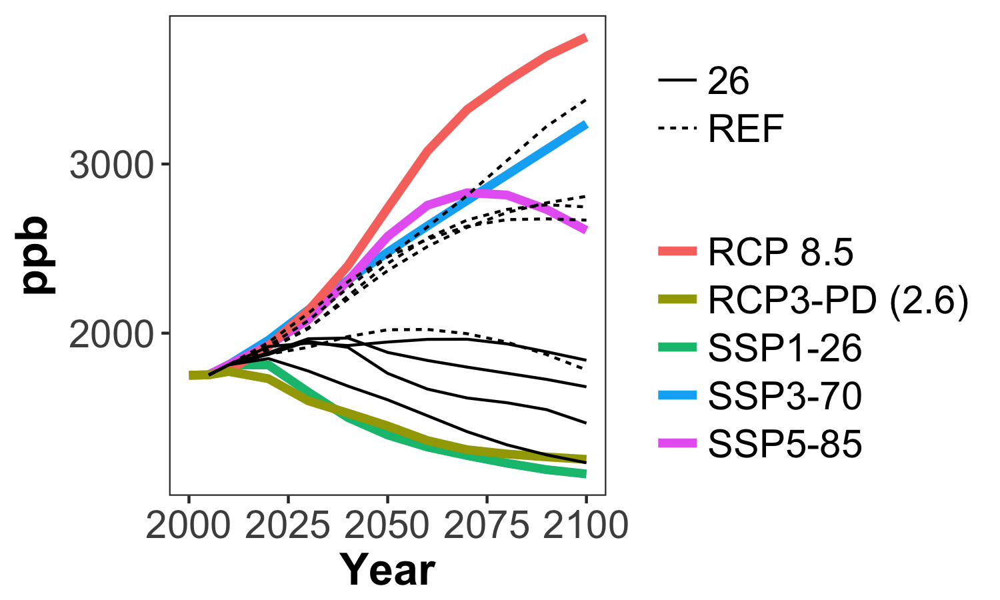 ppb
3000
2000
2000 2025 2050 2075 2100
Year
26
REF
RCP 8.5
RCP3-PD (2.6)
SSP1-26
SSP3-70
SSP5-85